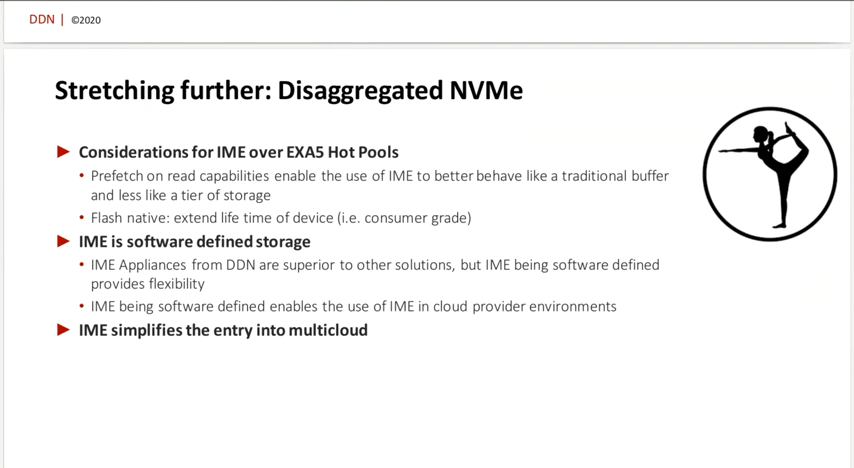 DDN | ©2020
Stretching further: Disaggregated NVMe
► Considerations for IME over EXA5 Hot Pools
• Prefetch on read capabilities enable the use of IME to better behave like a traditional buffer
and less like a tier of storage
• Flash native: extend life time of device (i.e. consumer grade)
► IME is software defined storage
• IME Appliances from DDN are superior to other solutions, but IME being software defined
provides flexibility
• IME being software defined enables the use of IME in cloud provider environments
► IME simplifies the entry into multicloud